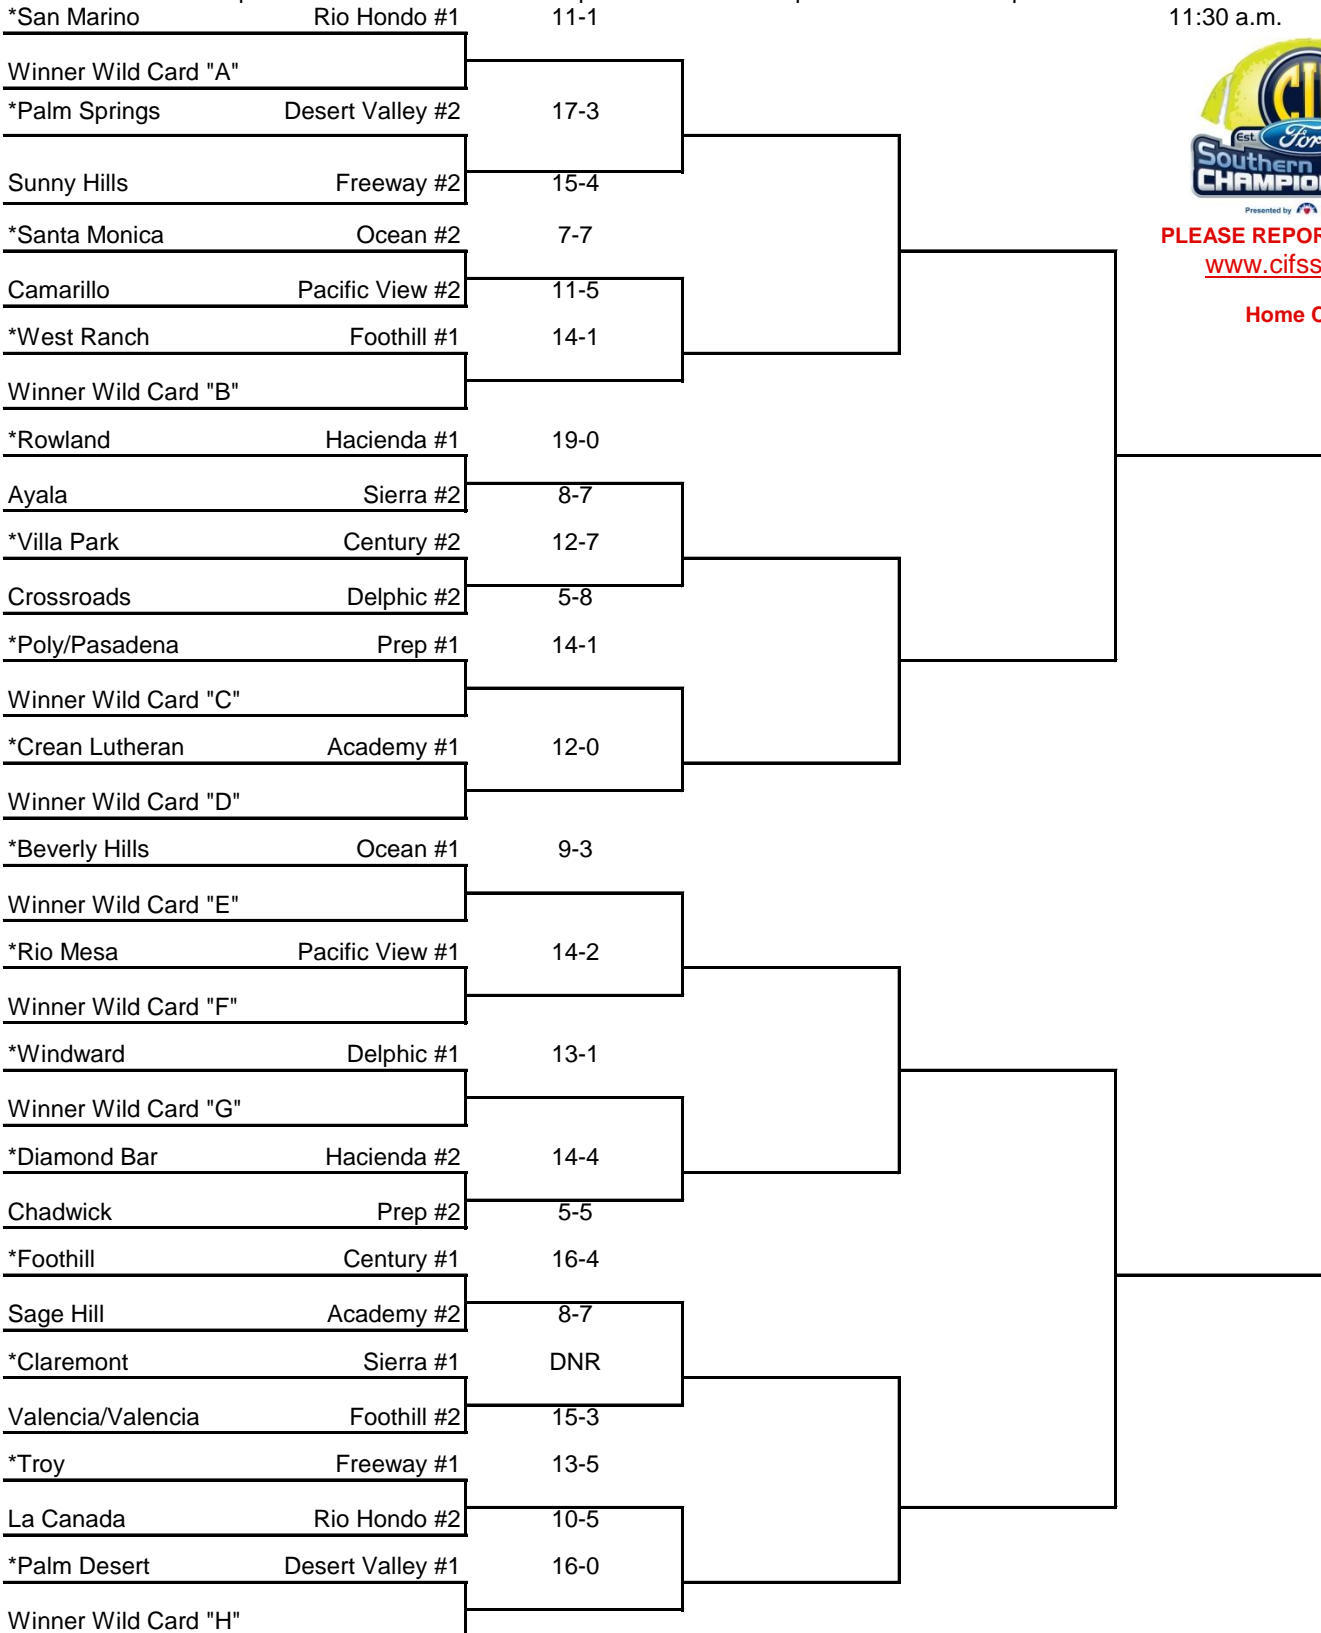 *San Marino Rio Hondo #1 11-1 11:30 a.m.
Winner Wild Card "A"
*Palm Springs Desert Valley #2 17-3
Est. Ford
Southern
Sunny Hills Freeway #2 15-4
Presented by
*Santa Monica Ocean #2 7-7
PLEASE REPOR
www.cifss
Camarillo Pacific View #2 11-5
Home
*West Ranch Foothill #1 14-1
Winner Wild Card "B"
*Rowland Hacienda #1 19-0
Ayala Sierra #2 8-7
*Villa Park Century #2 12-7
Crossroads Delphic #2 5-8
*Poly/Pasadena Prep #1 14-1
Winner Wild Card "C"
*Crean Lutheran Academy #1 12-0
Winner Wild Card "D"
*Beverly Hills Ocean #1 9-3
Winner Wild Card "E"
*Rio Mesa Pacific View #1 14-2
Winner Wild Card "F"
*Windward Delphic #1 13-1
Winner Wild Card "G"
*Diamond Bar Hacienda #2 14-4
Chadwick Prep #2 5-5
*Foothill Century #1 16-4
Sage Hill Academy #2 8-7
*Claremont Sierra #1 DNR
Valencia/Valencia Foothill #2 15-3
*Troy Freeway #1 13-5
La Canada Rio Hondo #2 10-5
*Palm Desert Desert Valley #1 16-0
Winner Wild Card "H"